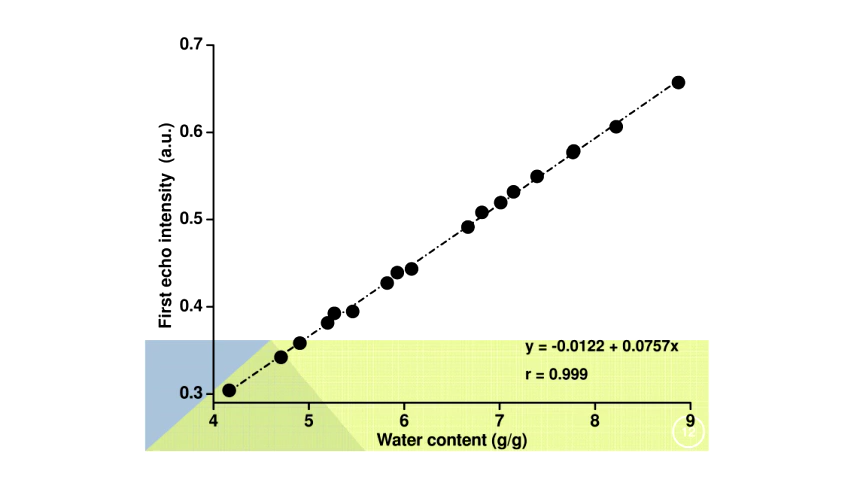 0.7
0.6
0.5
0.4
0.3
First echo intensity (a.u.)
y = -0.0122 + 0.0757x
r = 0.999
4 5 6 7 8 9
Water content (g/g)